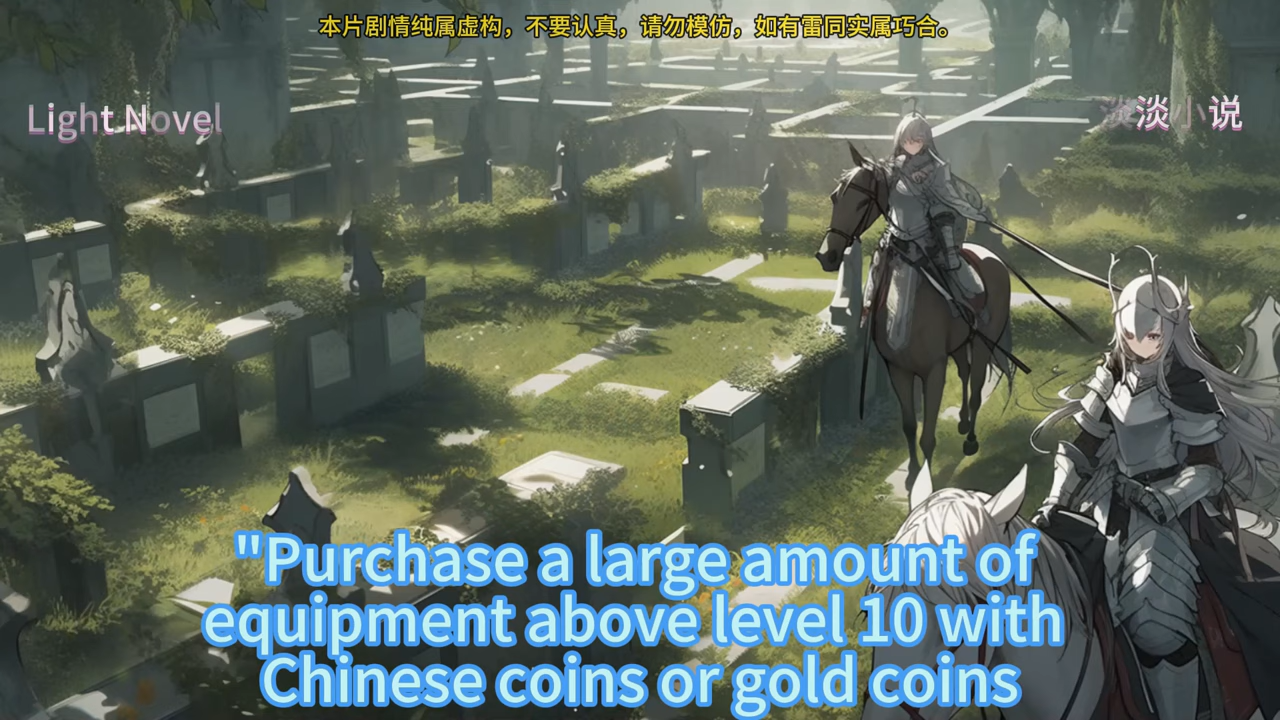 本片剧情纯属虚构，不要认真，请勿模仿，如有雷同实属巧合。
Light Novel
淡淡小说
"Purchase a large amount of
equipment above level 10 with
Chinese coins or gold coins